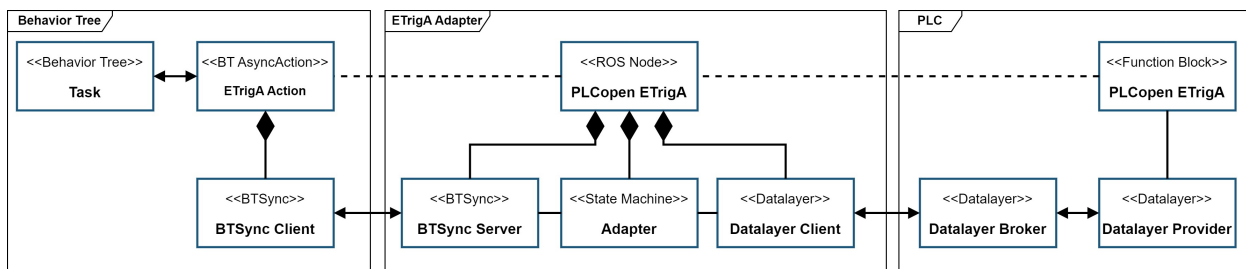 Behavior Tree
ETrigA Adapter
PLC
<<Behavior Tree>>
Task
<<BT AsyncAction>>
ETrigA Action
<<ROS Node>>
PLCopen ETrigA
<<Function Block>>
PLCopen ETrigA
<<BTSync>>
BTSync Client
<<BTSync>>
BTSync Server
<<State Machine>>
Adapter
<<Datalayer>>
Datalayer Client
<<Datalayer>>
Datalayer Broker
<<Datalayer>>
Datalayer Provider